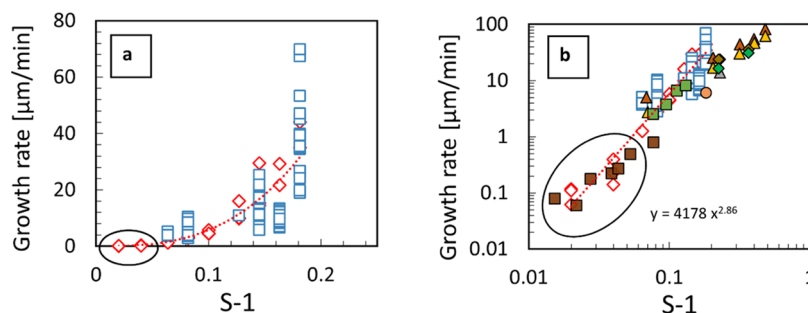 a
Growth rate [µm/min]
80
60
40
20
0
0
0.1
0.2
S-1
b
Growth rate [µm/min]
100
10
1
0.1
0.01
0.01
0.1
1
S-1
y = 4178 x^2.86